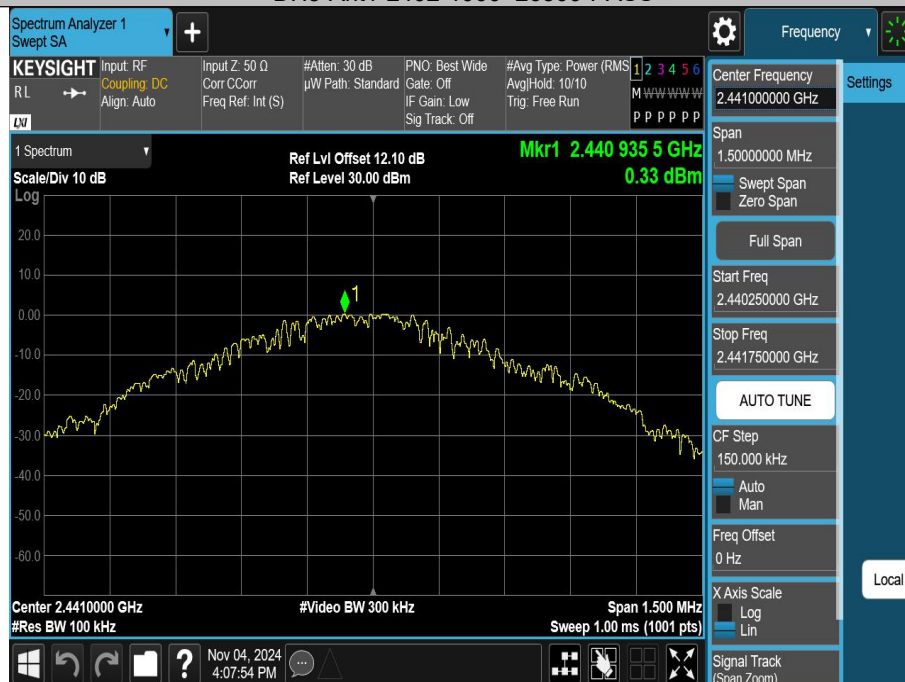 Spectrum Analyzer 1
Swept SA
Frequency
KEYSIGHT
RL
LXI
Input: RF
Coupling: DC
Align: Auto
Input Z: 50 Ω
Corr CCorr
Freq Ref: Int (S)
#Atten: 30 dB
µW Path: Standard
PNO: Best Wide
Gate: Off
IF Gain: Low
Sig Track: Off
#Avg Type: Power (RMS
Avg|Hold: 10/10
Trig: Free Run
1 2 3 4 5 6
M W W W W W
P P P P P P
1 Spectrum
Scale/Div 10 dB
Log
Ref Lvl Offset 12.10 dB
Ref Level 30.00 dBm
Mkr1 2.440 935 5 GHz
0.33 dBm
20.0
10.0
0.00
-10.0
-20.0
-30.0
-40.0
-50.0
-60.0
1
Center 2.4410000 GHz
#Res BW 100 kHz
#Video BW 300 kHz
Span 1.500 MHz
Sweep 1.00 ms (1001 pts)
?
Nov 04, 2024
4:07:54 PM
Center Frequency
2.441000000 GHz
Settings
Span
1.50000000 MHz
Swept Span
Zero Span
Full Span
Start Freq
2.440250000 GHz
Stop Freq
2.441750000 GHz
AUTO TUNE
CF Step
150.000 kHz
Auto
Man
Freq Offset
0 Hz
Local
X Axis Scale
Log
Lin
Signal Track
(Span Zoom)